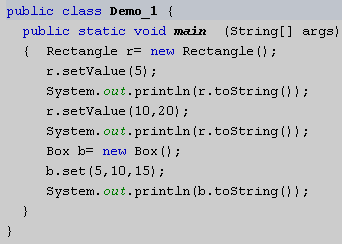 public class Demo_1 {
public static void main (String[] args)
{ Rectangle r= new Rectangle();
r.setValue(5);
System.out.println(r.toString());
r.setValue(10,20);
System.out.println(r.toString());
Box b= new Box();
b.set(5,10,15);
System.out.println(b.toString());
}
}